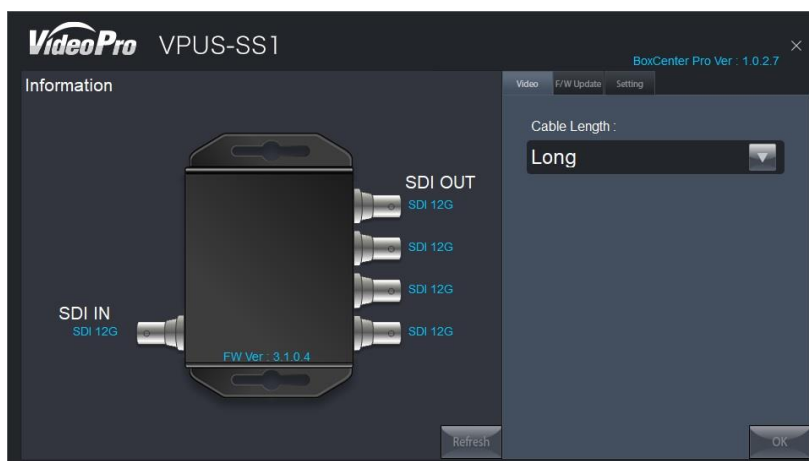 VideoPro VPUS-SS1
BoxCenter Pro Ver : 1.0.2.7
Information
Video F/W Update Setting
Cable Length :
Long
SDI OUT
SDI 12G
SDI 12G
SDI 12G
SDI IN
SDI 12G
SDI 12G
FW Ver : 3.1.0.4
Refresh
OK